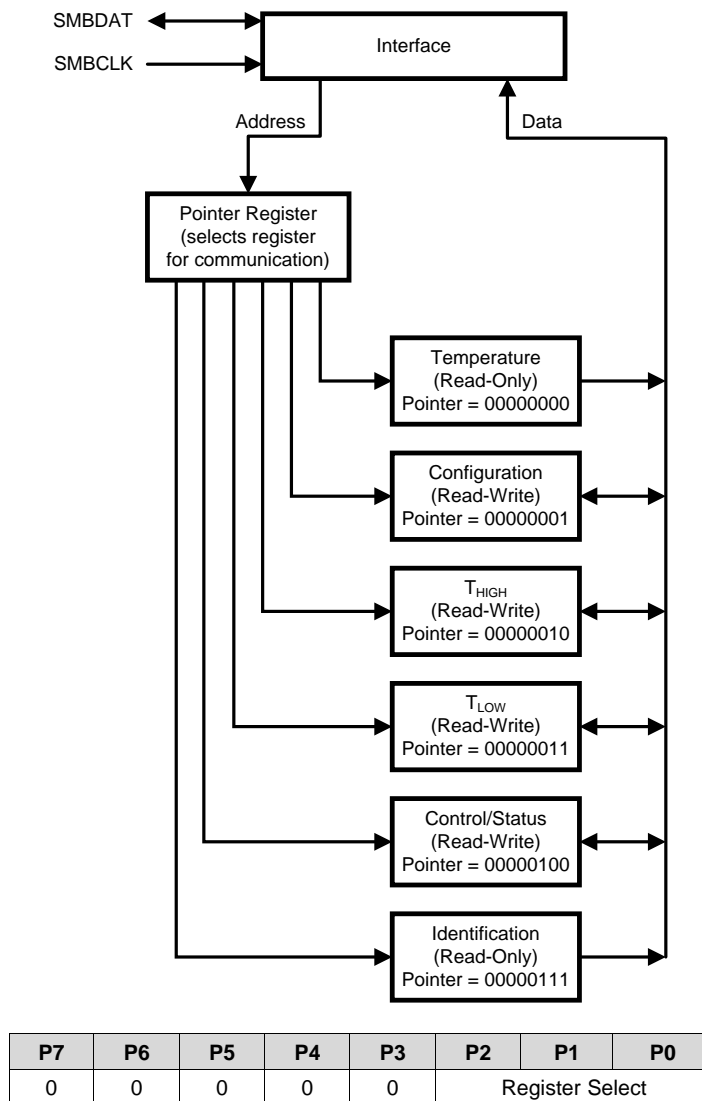 SMBDAT
Interface
SMBCLK
Address
Data
Pointer Register
(selects register
for communication)
Temperature
(Read-Only)
Pointer = 00000000
Configuration
(Read-Write)
Pointer = 00000001
THIGH
(Read-Write)
Pointer = 00000010
TLOW
(Read-Write)
Pointer = 00000011
Control/Status
(Read-Write)
Pointer = 00000100
Identification
(Read-Only)
Pointer = 00000111
P7 P6 P5 P4 P3 P2 P1 P0
0 0 0 0 0 Register Select